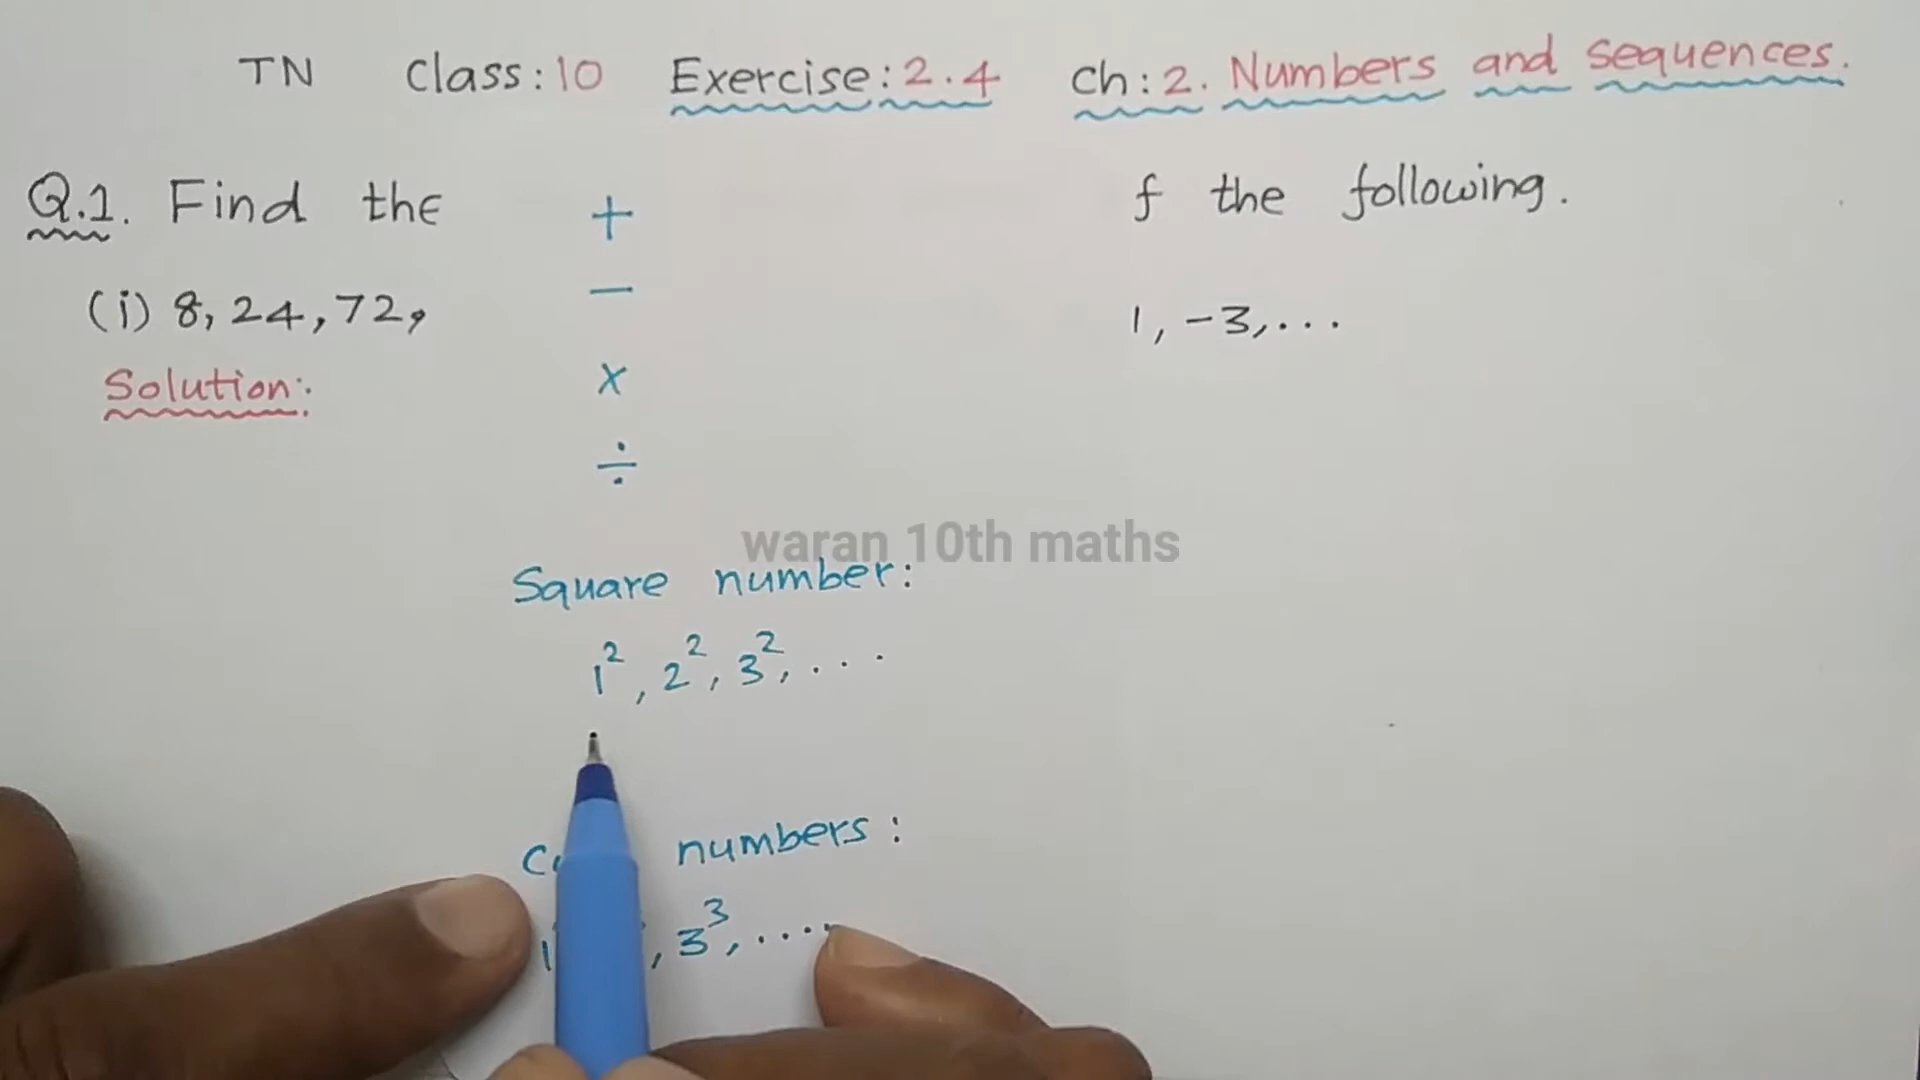 TN Class: 10 Exercise: 2.4 Ch: 2. Numbers and Sequences.
Q.1. Find the
f the following.
(i) 8, 24, 72,
1, -3, ...
Solution:
+
-
×
÷
waran 10th maths
Square number:
1², 2², 3², ...
numbers:
, 3³, ....